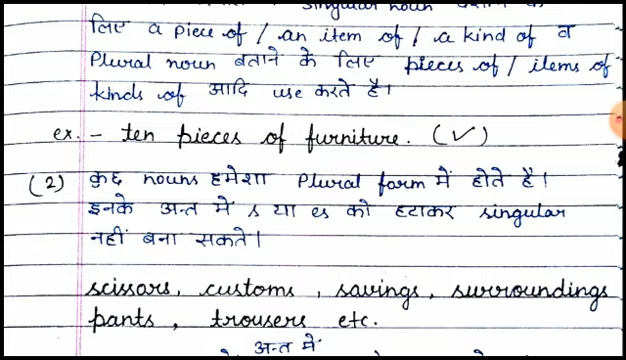 singular noun
लिए a piece of / an item of / a kind of व
Plural noun बताने के लिए pieces of / items of
kinds of आदि use करते है।
ex. - ten pieces of furniture. (✓)
(2) कुछ nouns हमेशा Plural form में होते है।
इनके अन्त में s या es को हटाकर singular
नहीं बना सकते।
scissors, customs, savings, surroundings
pants, trousers etc.
अन्त में